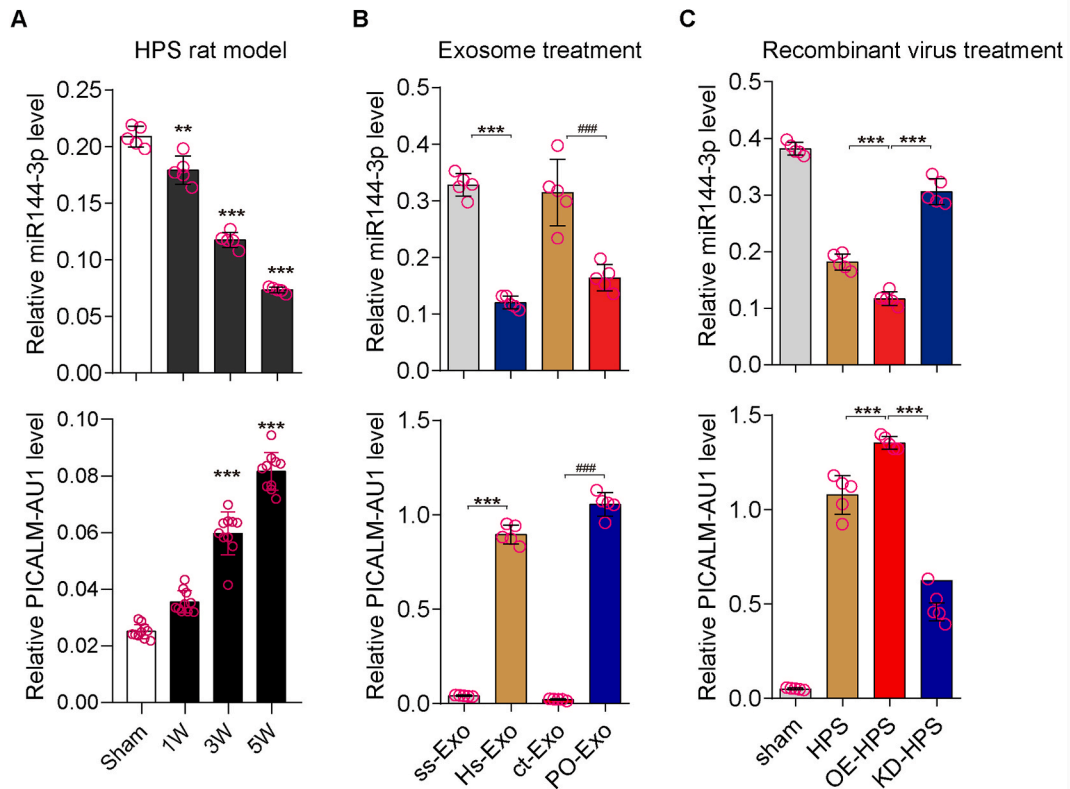 A
HPS rat model
Relative miR144-3p level
0.25
0.20
0.15
0.10
0.05
0.00
**
***
***
Relative PICALM-AU1 level
0.10
0.08
0.06
0.04
0.02
0.00
***
***
Sham
1W
3W
5W
B
Exosome treatment
Relative miR144-3p level
0.5
0.4
0.3
0.2
0.1
0.0
***
###
Relative PICALM-AU1 level
1.5
1.0
0.5
0.0
***
###
ss-Exo
Hs-Exo
ct-Exo
PO-Exo
C
Recombinant virus treatment
Relative miR144-3p level
0.5
0.4
0.3
0.2
0.1
0.0
***
***
Relative PICALM-AU1 level
1.5
1.0
0.5
0.0
***
***
sham
HPS
OE-HPS
KD-HPS